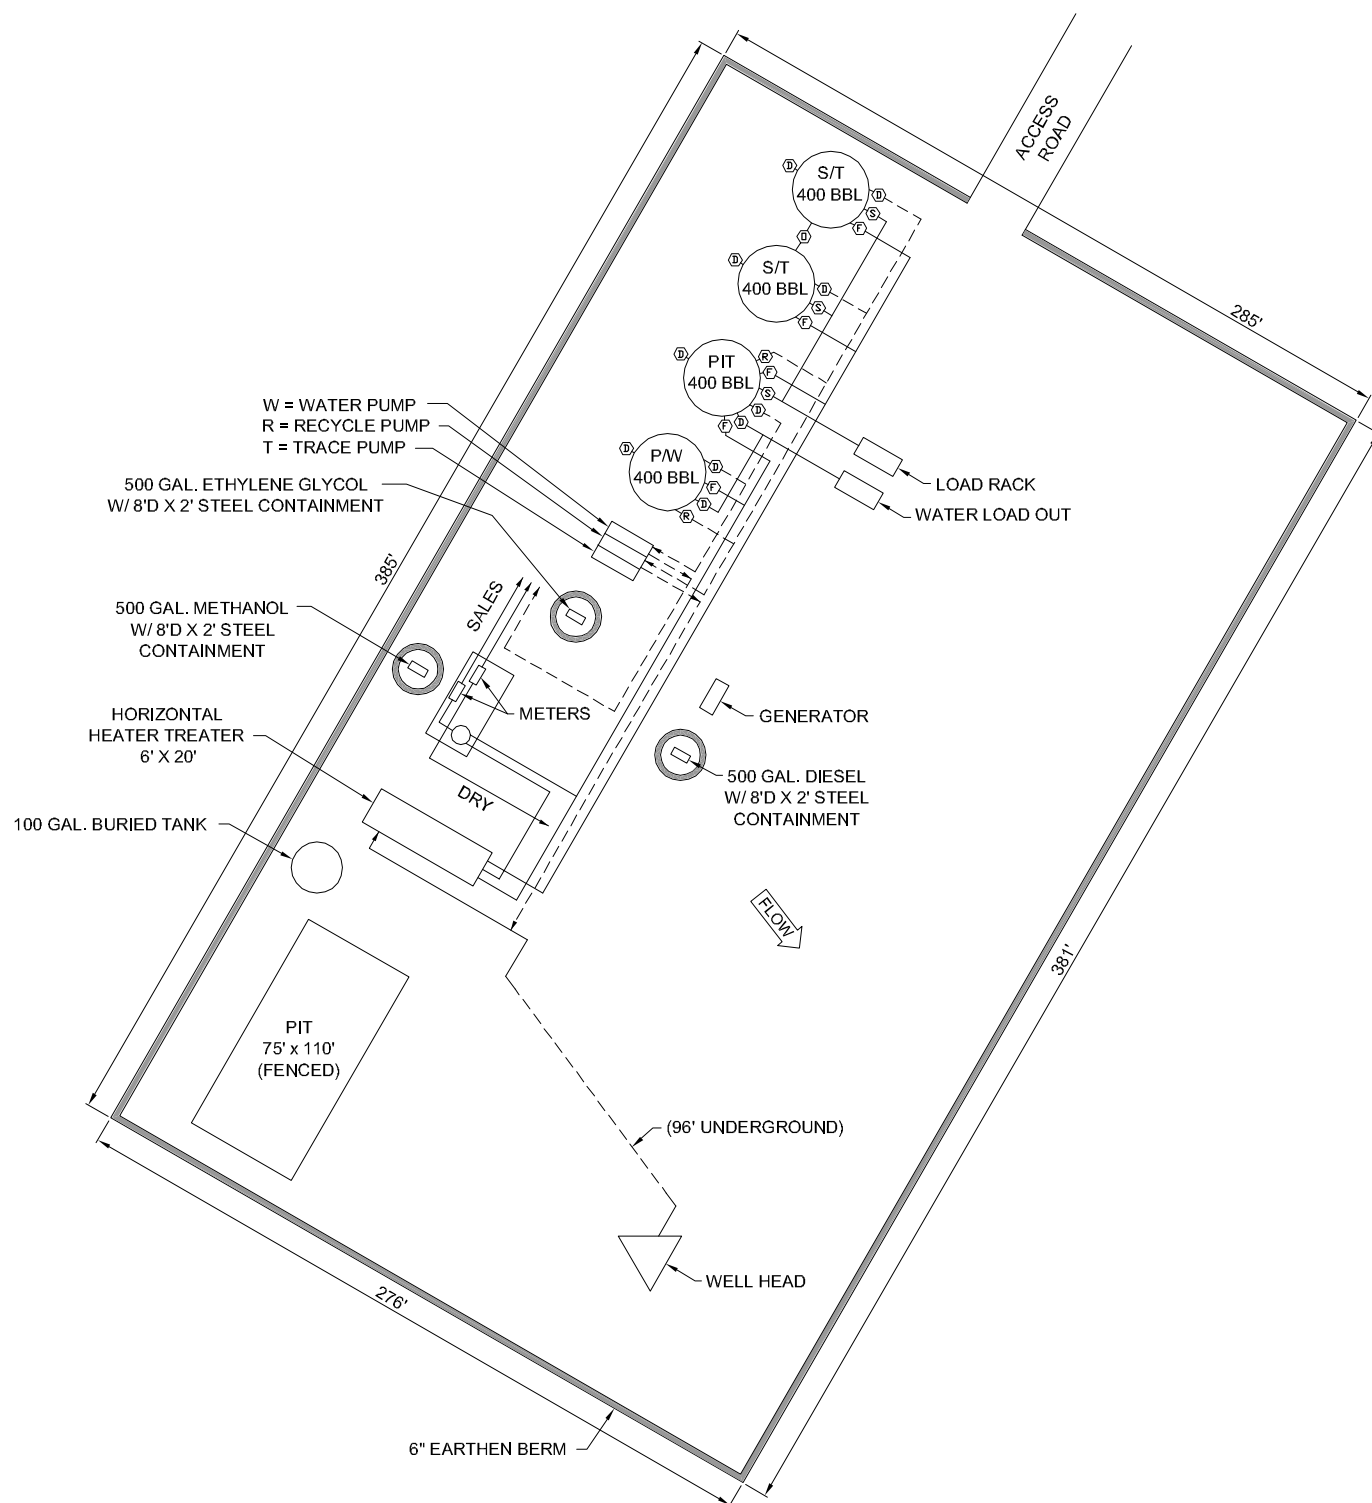 ACCESS
ROAD
D
S/T
400 BBL
D
S
F
O
D
S/T
400 BBL
D
S
F
285'
D
PIT
400 BBL
R
F
S
D
D
F
W = WATER PUMP
R = RECYCLE PUMP
T = TRACE PUMP
D
P/W
400 BBL
D
F
D
R
LOAD RACK
WATER LOAD OUT
500 GAL. ETHYLENE GLYCOL
W/ 8'D X 2' STEEL CONTAINMENT
385'
SALES
500 GAL. METHANOL
W/ 8'D X 2' STEEL
CONTAINMENT
METERS
GENERATOR
HORIZONTAL
HEATER TREATER
6' X 20'
500 GAL. DIESEL
W/ 8'D X 2' STEEL
CONTAINMENT
DRY
100 GAL. BURIED TANK
FLOW
381'
PIT
75' x 110'
(FENCED)
(96' UNDERGROUND)
WELL HEAD
276'
6" EARTHEN BERM